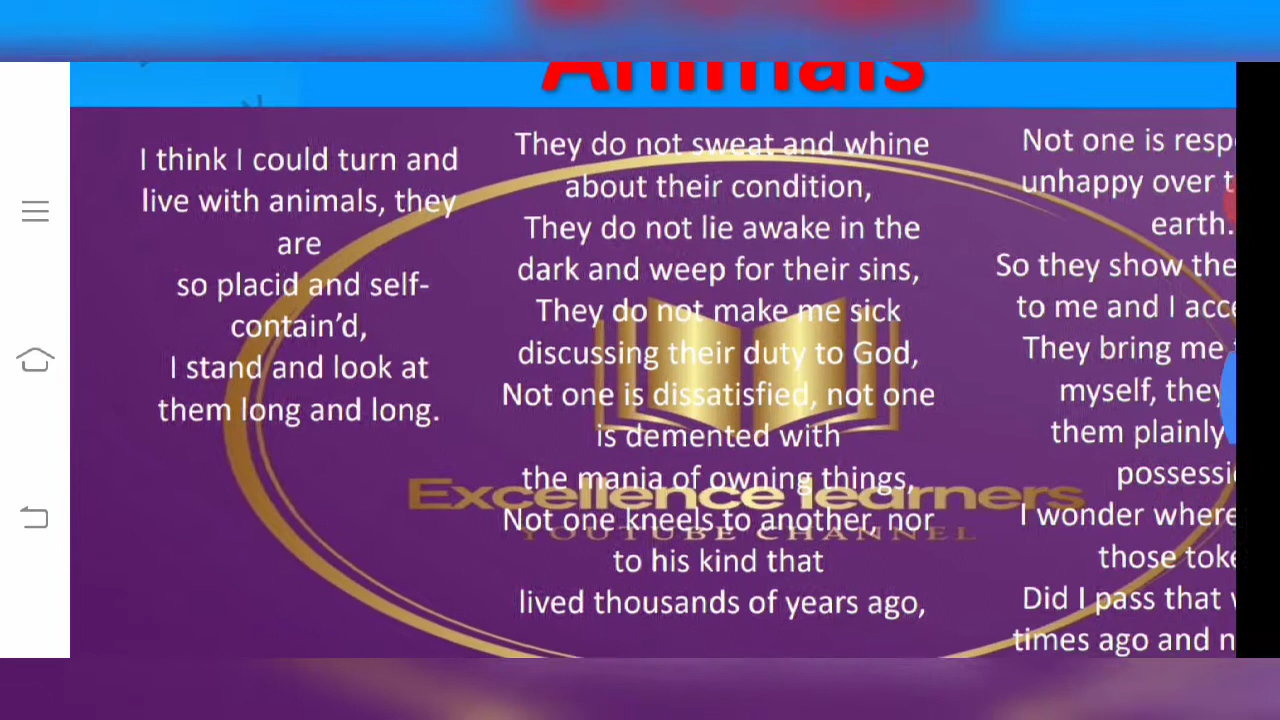 Animals
I think I could turn and
live with animals, they
are
so placid and self-
contain’d,
I stand and look at
them long and long.
They do not sweat and whine
about their condition,
They do not lie awake in the
dark and weep for their sins,
They do not make me sick
discussing their duty to God,
Not one is dissatisfied, not one
is demented with
the mania of owning things,
Not one kneels to another, nor
to his kind that
lived thousands of years ago,
Not one is
unhappy over
earth.
So they show
to me and I
They bring me
myself, they
them plainly
I wonder where
those
Did I pass that
times ago and
Excellence learners
YOUTUBE CHANNEL